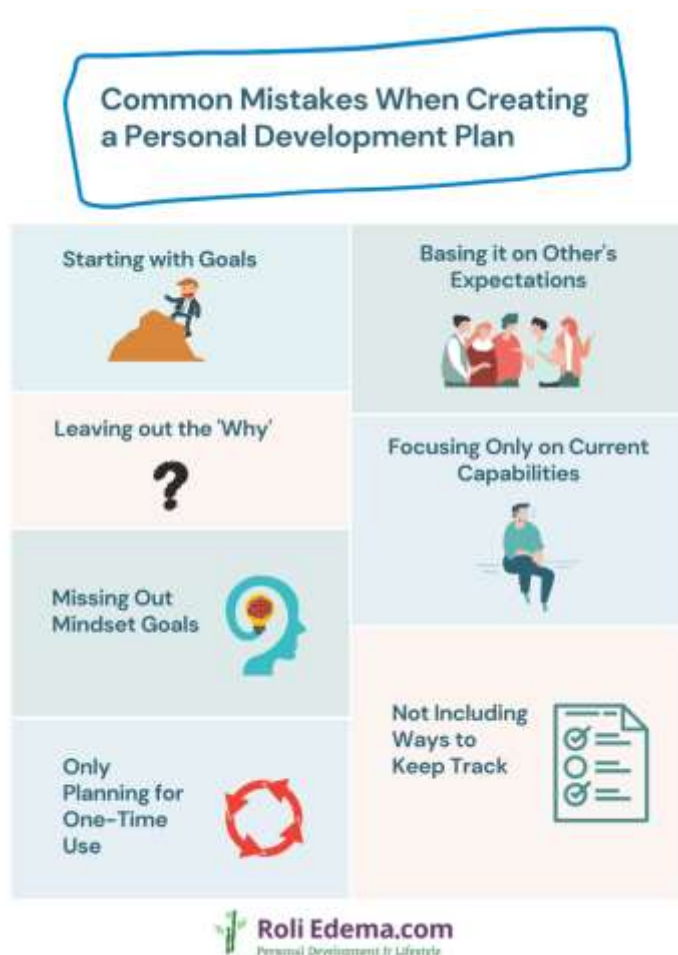 Common Mistakes When Creating
a Personal Development Plan
Starting with Goals
Leaving out the 'Why'
Missing Out
Mindset Goals
Only
Planning for
One-Time
Use
Basing it on Other's
Expectations
Focusing Only on Current
Capabilities
Not Including
Ways to
Keep Track
Roli Edema.com
Personal Development & Lifestyle